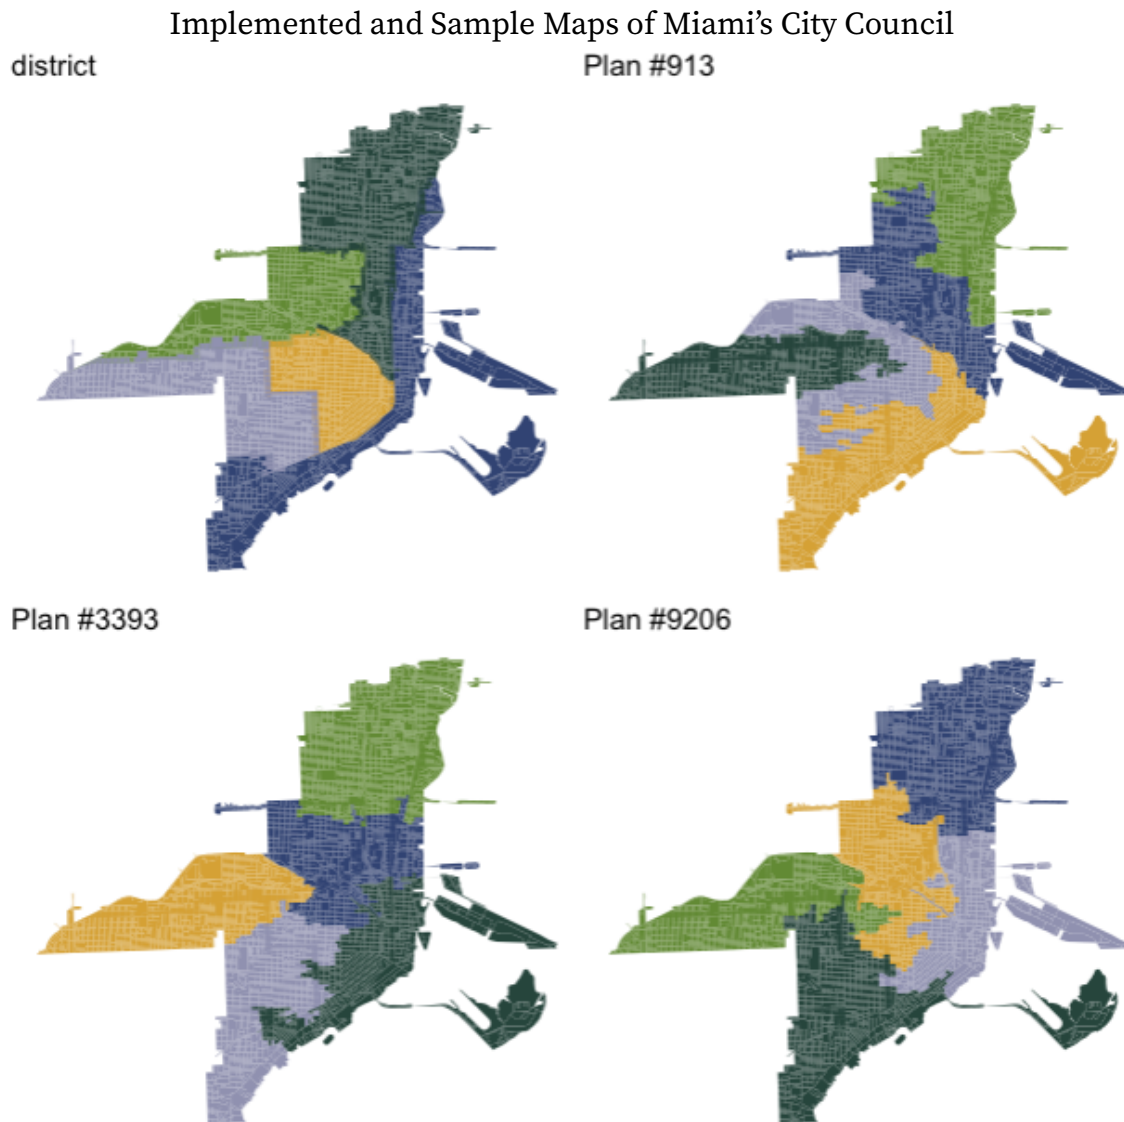 Implemented and Sample Maps of Miami’s City Council
district
Plan #913
Plan #3393
Plan #9206